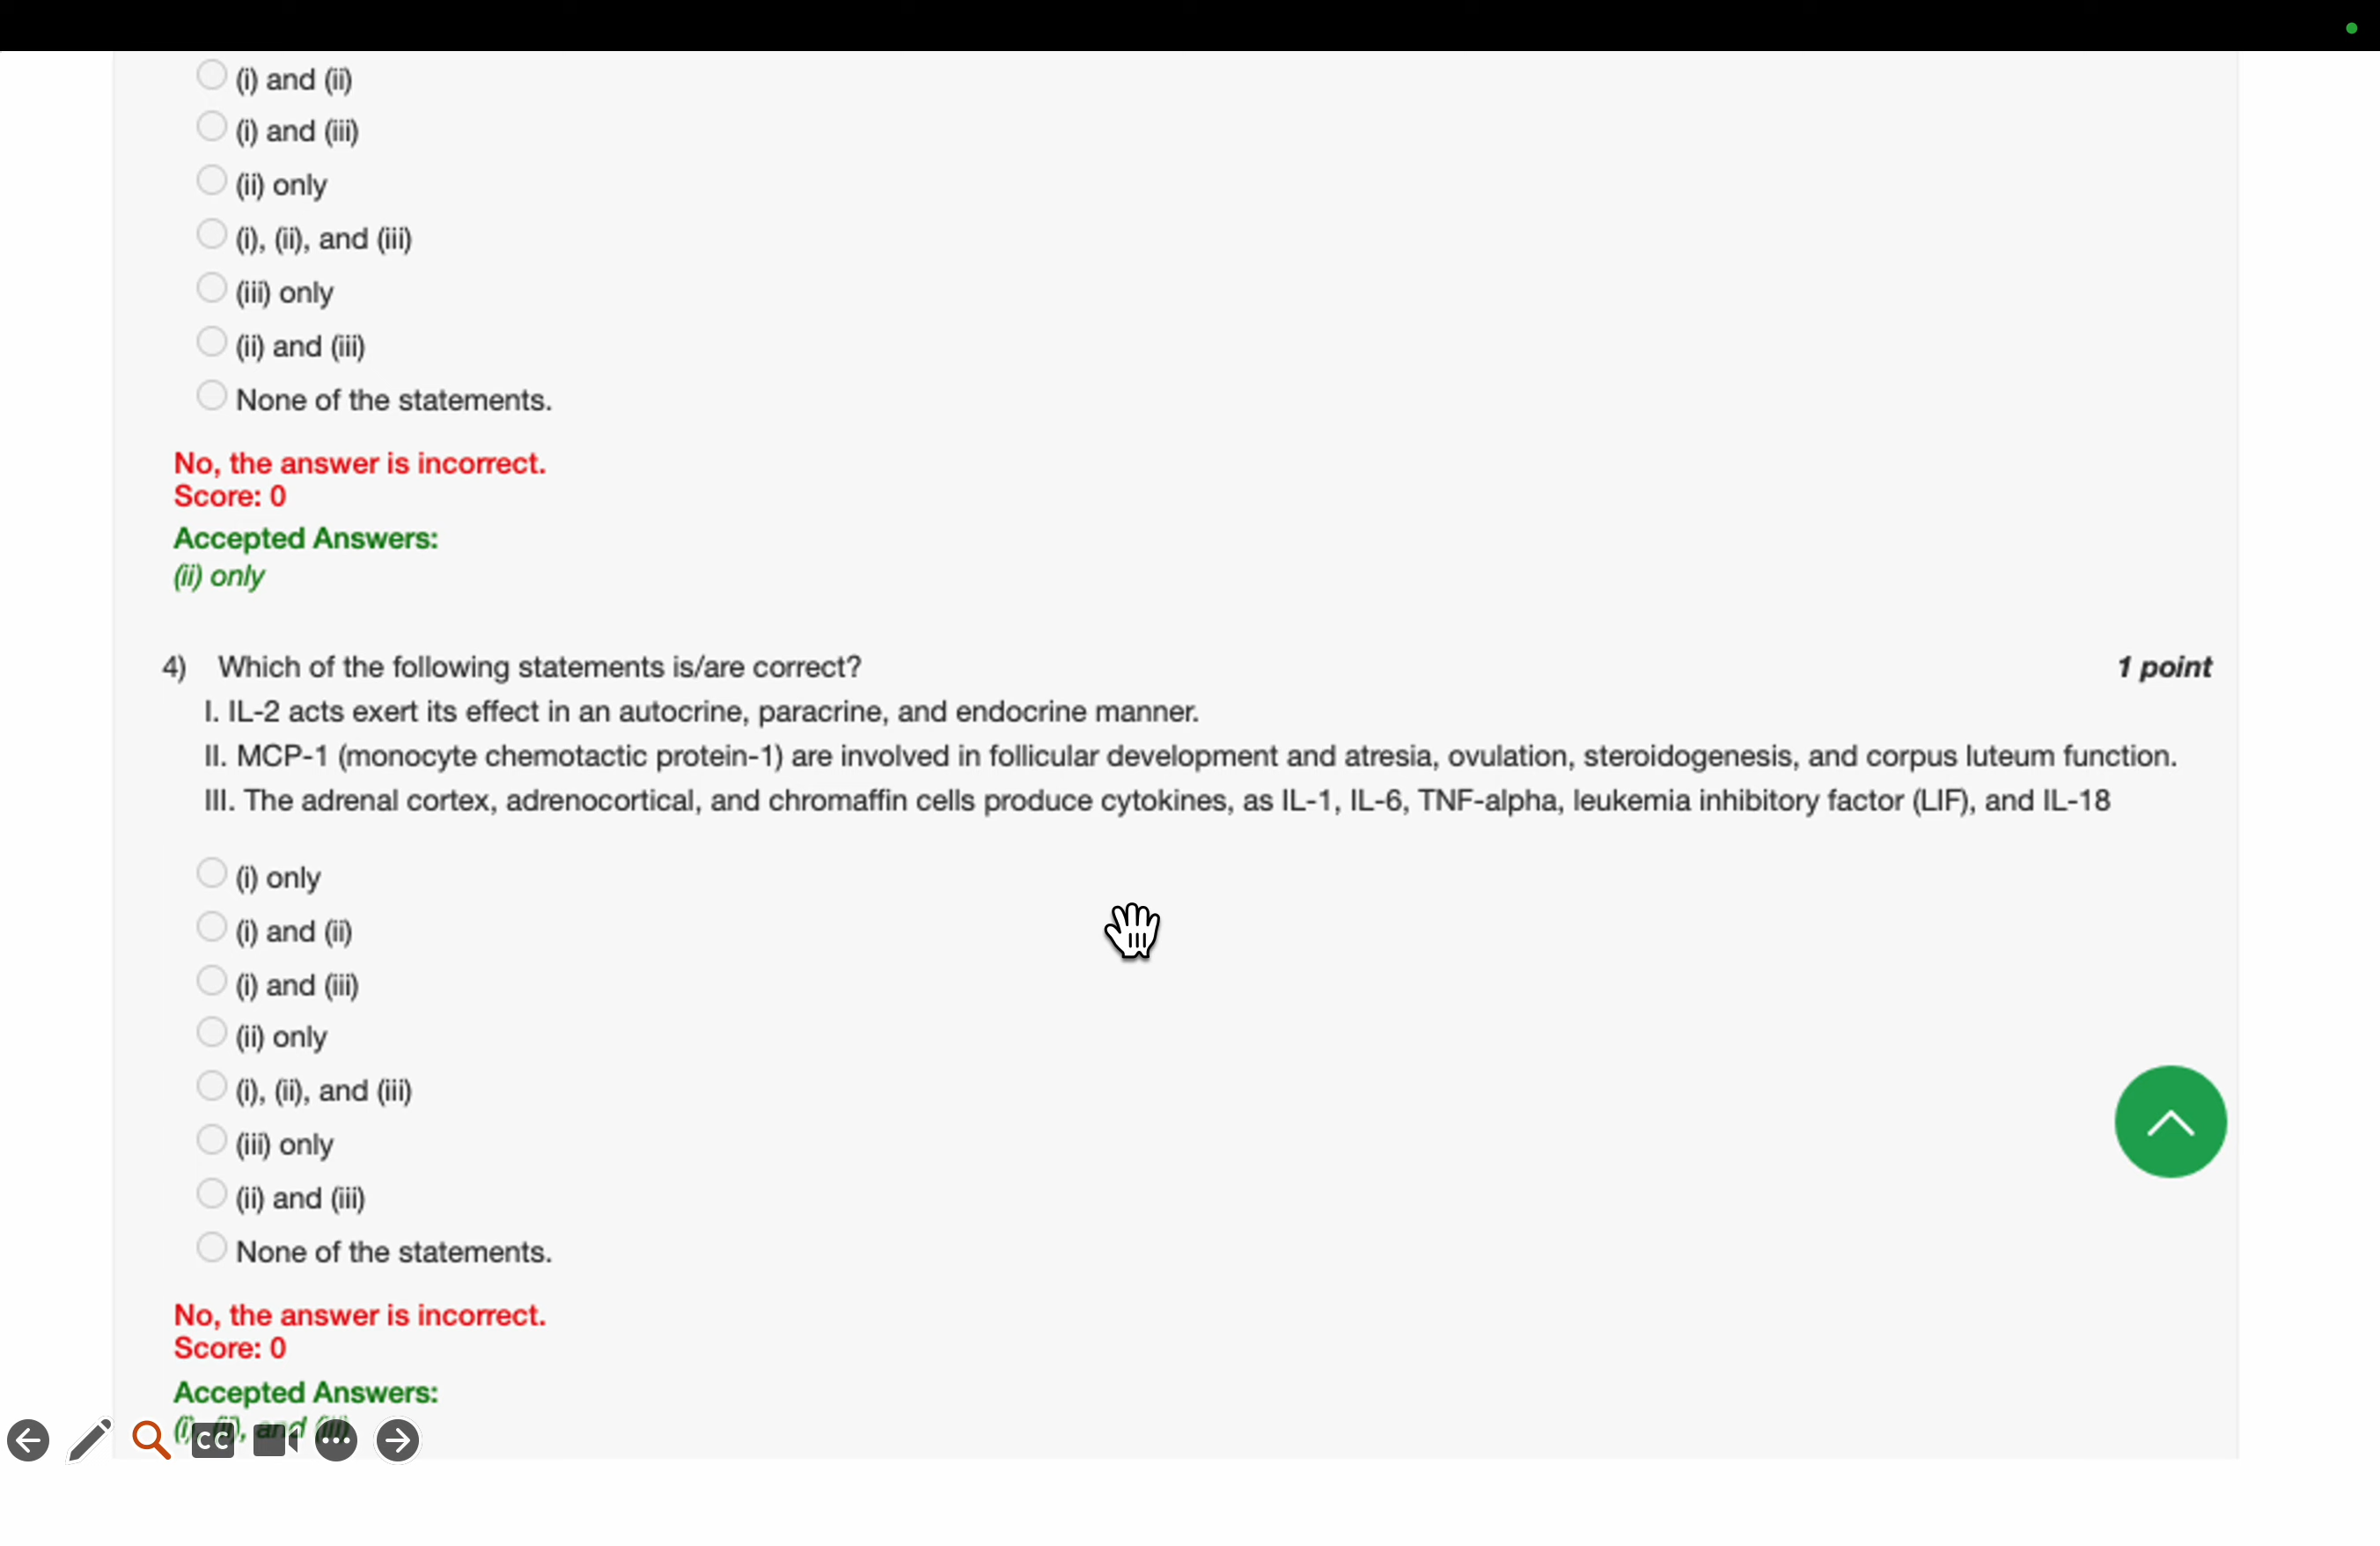 (i) and (ii)
(i) and (iii)
(ii) only
(i), (ii), and (iii)
(iii) only
(ii) and (iii)
None of the statements.
No, the answer is incorrect.
Score: 0
Accepted Answers:
(ii) only
4) Which of the following statements is/are correct? 1 point
I. IL-2 acts exert its effect in an autocrine, paracrine, and endocrine manner.
II. MCP-1 (monocyte chemotactic protein-1) are involved in follicular development and atresia, ovulation, steroidogenesis, and corpus luteum function.
III. The adrenal cortex, adrenocortical, and chromaffin cells produce cytokines, as IL-1, IL-6, TNF-alpha, leukemia inhibitory factor (LIF), and IL-18
(i) only
(i) and (ii)
(i) and (iii)
(ii) only
(i), (ii), and (iii)
(iii) only
(ii) and (iii)
None of the statements.
No, the answer is incorrect.
Score: 0
Accepted Answers:
(i), (ii), and (iii)
CC